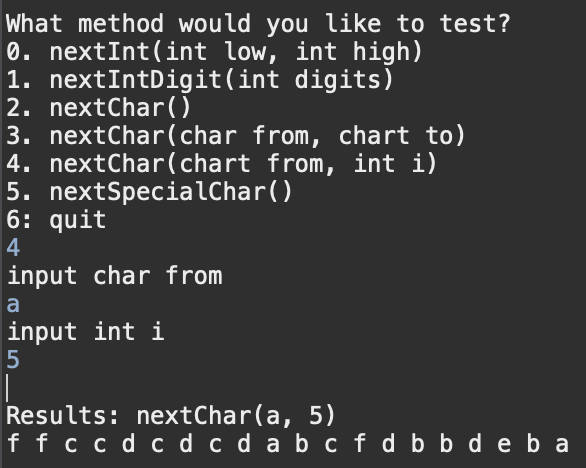 What method would you like to test?
0. nextInt(int low, int high)
1. nextIntDigit(int digits)
2. nextChar()
3. nextChar(char from, chart to)
4. nextChar(chart from, int i)
5. nextSpecialChar()
6: quit
4
input char from
a
input int i
5
Results: nextChar(a, 5)
f f c c d c d c d a b c f d b b d e b a